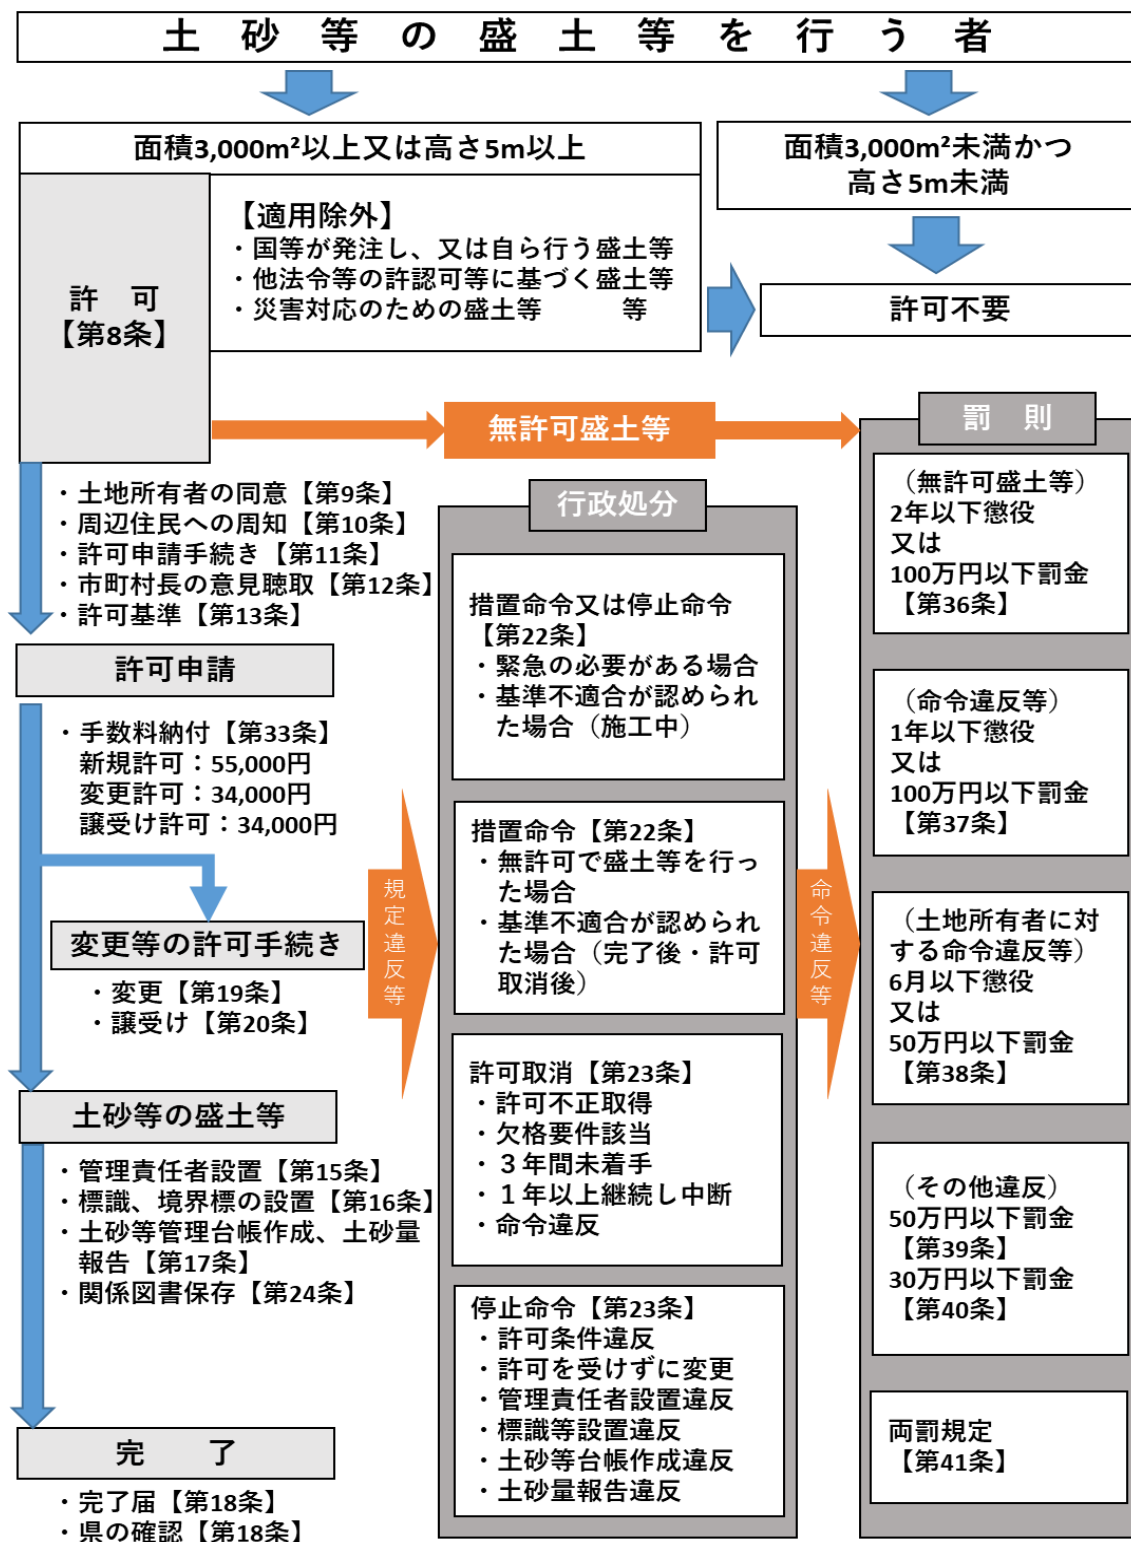 土砂等の盛土等を行う者
面積3,000m²以上又は高さ5m以上
面積3,000m²未満かつ
高さ5m未満
許可
【第8条】
【適用除外】
・国等が発注し、又は自ら行う盛土等
・他法令等の許認可等に基づく盛土等
・災害対応のための盛土等 等
許可不要
無許可盛土等
・土地所有者の同意【第9条】
・周辺住民への周知【第10条】
・許可申請手続き【第11条】
・市町村長の意見聴取【第12条】
・許可基準【第13条】
許可申請
・手数料納付【第33条】
新規許可：55,000円
変更許可：34,000円
譲受け許可：34,000円
変更等の許可手続き
・変更【第19条】
・譲受け【第20条】
土砂等の盛土等
・管理責任者設置【第15条】
・標識、境界標の設置【第16条】
・土砂等管理台帳作成、土砂量
報告【第17条】
・関係図書保存【第24条】
完了
・完了届【第18条】
・県の確認【第18条】
規定違反等
行政処分
措置命令又は停止命令
【第22条】
・緊急の必要がある場合
・基準不適合が認められ
た場合（施工中）
措置命令【第22条】
・無許可で盛土等を行っ
た場合
・基準不適合が認められ
た場合（完了後・許可
取消後）
許可取消【第23条】
・許可不正取得
・欠格要件該当
・３年間未着手
・１年以上継続し中断
・命令違反
停止命令【第23条】
・許可条件違反
・許可を受けずに変更
・管理責任者設置違反
・標識等設置違反
・土砂等台帳作成違反
・土砂量報告違反
命令違反等
罰則
（無許可盛土等）
2年以下懲役
又は
100万円以下罰金
【第36条】
（命令違反等）
1年以下懲役
又は
100万円以下罰金
【第37条】
（土地所有者に対
する命令違反等）
6月以下懲役
又は
50万円以下罰金
【第38条】
（その他違反）
50万円以下罰金
【第39条】
30万円以下罰金
【第40条】
両罰規定
【第41条】